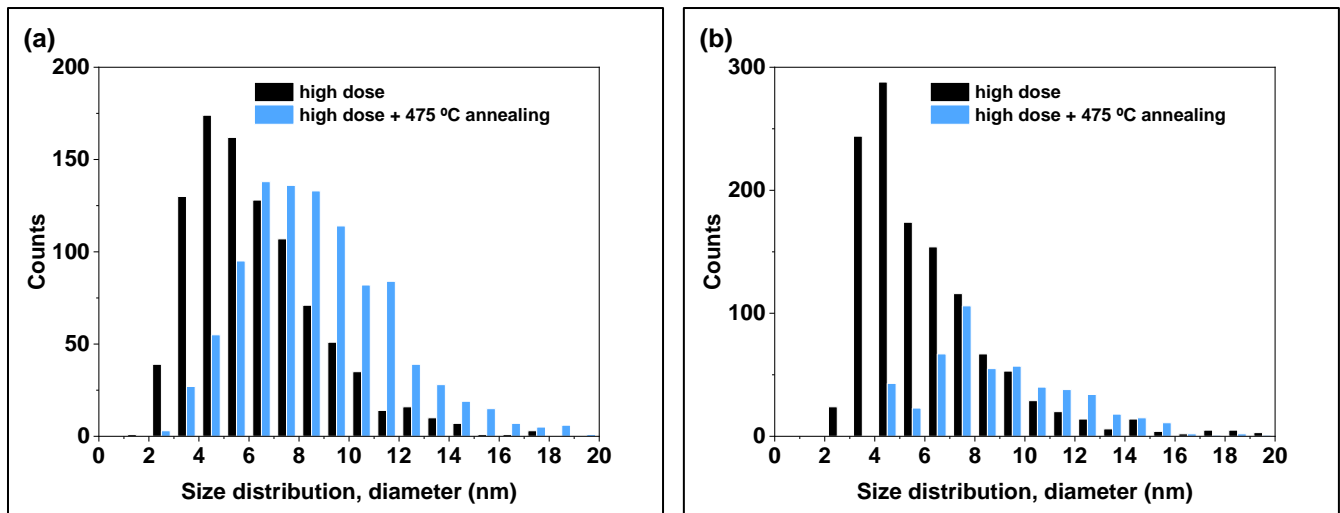 (a)
200
150
100
50
0
Counts
high dose
high dose + 475 ºC annealing
0 2 4 6 8 10 12 14 16 18 20
Size distribution, diameter (nm)
(b)
300
200
100
0
Counts
high dose
high dose + 475 ºC annealing
0 2 4 6 8 10 12 14 16 18 20
Size distribution, diameter (nm)